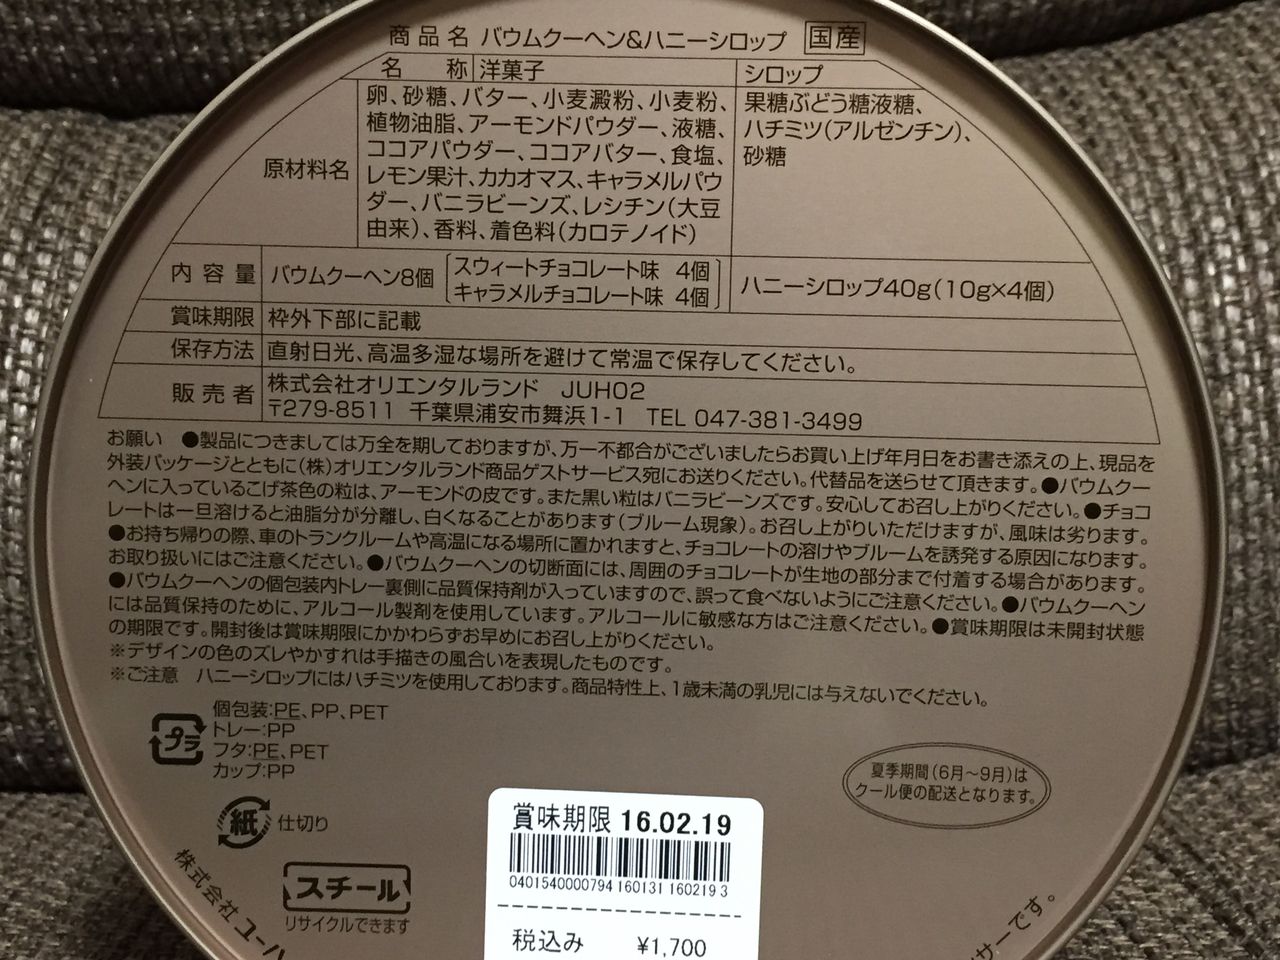 商品名 バウムクーヘン&ハニーシロップ 国産
名称 洋菓子 シロップ
原材料名
卵、砂糖、バター、小麦澱粉、小麦粉、
植物油脂、アーモンドパウダー、液糖、
ココアパウダー、ココアバター、食塩、
レモン果汁、カカオマス、キャラメルパウ
ダー、バニラビーンズ、レシチン(大豆
由来)、香料、着色料(カロテノイド)
果糖ぶどう糖液糖、
ハチミツ(アルゼンチン)、
砂糖
内容量 バウムクーヘン8個
スウィートチョコレート味 4個
キャラメルチョコレート味 4個
ハニーシロップ40g(10g×4個)
賞味期限 枠外下部に記載
保存方法 直射日光、高温多湿な場所を避けて常温で保存してください。
販売者 株式会社オリエンタルランド JUH02
〒279-8511 千葉県浦安市舞浜1-1 TEL 047-381-3499
お願い ●製品につきましては万全を期しておりますが、万一不都合がございましたらお買い上げ年月日をお書き添えの上、現品を
外装パッケージとともに(株)オリエンタルランド商品ゲストサービス宛にお送りください。代替品を送らせて頂きます。●バウムクー
ヘンに入っているこげ茶色の粒は、アーモンドの皮です。また黒い粒はバニラビーンズです。安心してお召し上がりください。●チョコ
レートは一旦溶けると油脂分が分離し、白くなることがあります(ブルーム現象)。お召し上がりいただけますが、風味は劣ります。
●お持ち帰りの際、車のトランクルームや高温になる場所に置かれますと、チョコレートの溶けやブルームを誘発する原因になります。
お取り扱いにはご注意ください。●バウムクーヘンの切断面には、周囲のチョコレートが生地の部分まで付着する場合があります。
●バウムクーヘンの個包装内トレー裏側に品質保持剤が入っていますので、誤って食べないようにご注意ください。●バウムクーヘン
には品質保持のために、アルコール製剤を使用しています。アルコールに敏感な方はご注意ください。●賞味期限は未開封状態
の期限です。開封後は賞味期限にかかわらずお早めにお召し上がりください。
※デザインの色のズレやかすれは手描きの風合いを表現したものです。
※ご注意 ハニーシロップにはハチミツを使用しております。商品特性上、1歳未満の乳児には与えないでください。
プラ
個包装:PE、PP、PET
トレー:PP
フタ:PE、PET
カップ:PP
紙 仕切り
夏季期間(6月~9月)は
クール便の配送となります。
スチール
リサイクルできます
賞味期限 16.02.19
0401540000794 160131 160219 3
税込み ¥1,700
株式会社 ユーハ
サーです。